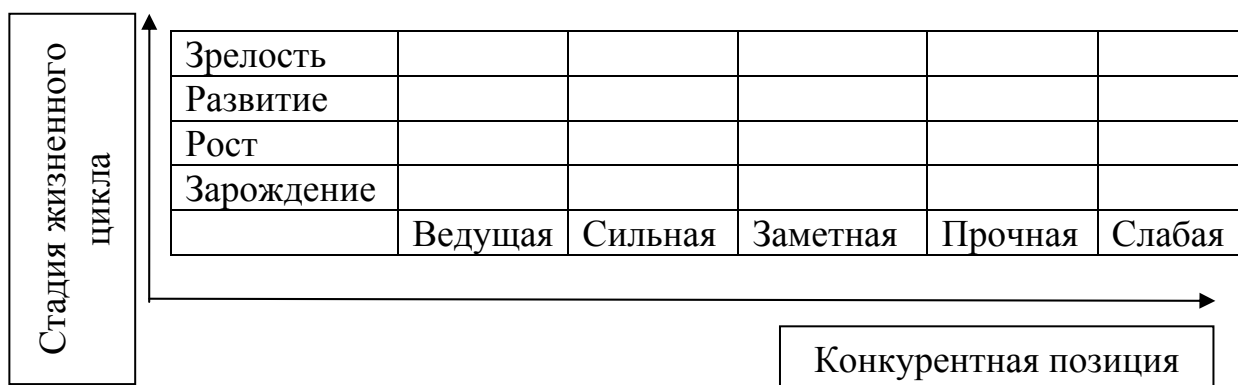 Стадия жизненного
цикла
Зрелость
Развитие
Рост
Зарождение
Ведущая Сильная Заметная Прочная Слабая
Конкурентная позиция